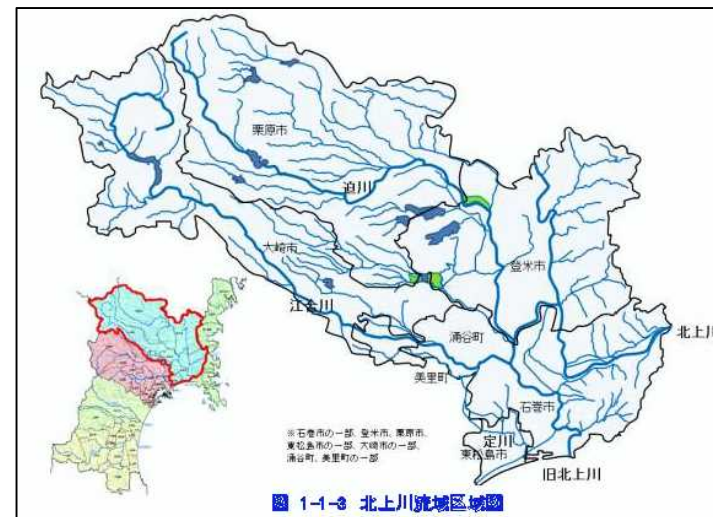 栗原市
迫川
大崎市
登米市
江合川
涌谷町
北上川
美里町
石巻市
※石巻市の一部、登米市、栗原市、
東松島市の一部、大崎市の一部、
涌谷町、美里町の一部
定川
東松島市
旧北上川
図 1-1-3 北上川流域区域図